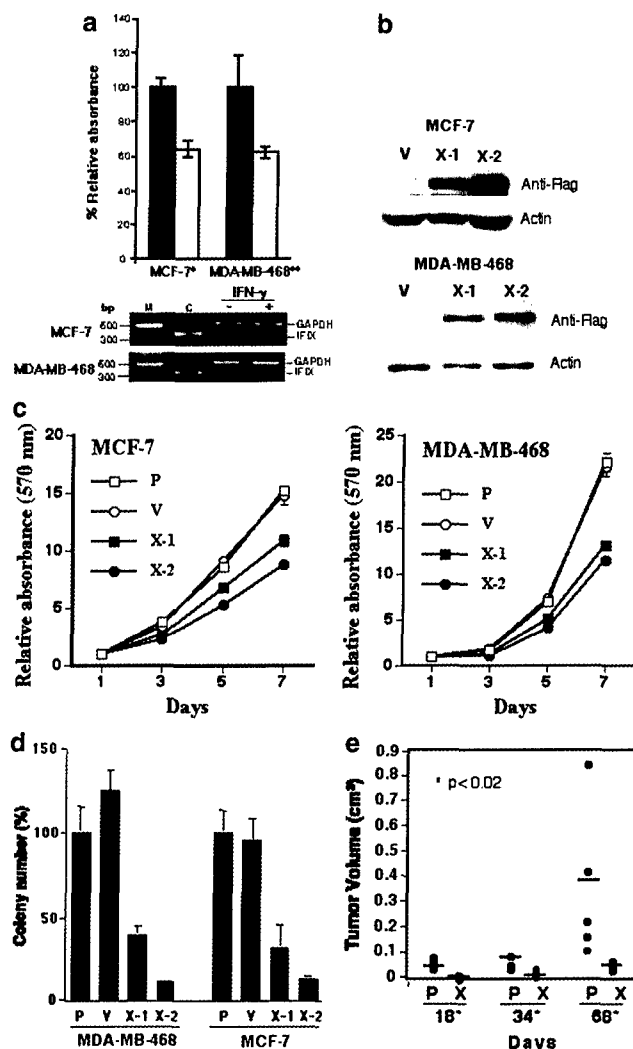 a
% Relative absorbance
140
120
100
80
60
40
20
0
MCF-7* MDA-MB-468**
IFN-γ
bp M C - +
MCF-7 600 GAPDH
300 IFIX
MDA-MB-468 600 GAPDH
300 IFIX
b
MCF-7
V X-1 X-2
Anti-Flag
Actin
MDA-MB-468
V X-1 X-2
Anti-Flag
Actin
c
Relative absorbance (570 nm)
20
15
10
5
0
MCF-7
P
V
X-1
X-2
1 3 5 7
Days
Relative absorbance (570 nm)
25
20
15
10
5
0
MDA-MB-468
P
V
X-1
X-2
1 3 5 7
Days
d
Colony number (%)
150
100
50
0
P V X-1 X-2 P V X-1 X-2
MDA-MB-468 MCF-7
e
Tumor Volume (cm³)
0.9
0.8
0.7
0.6
0.5
0.4
0.3
0.2
0.1
0
* p<0.02
P X P X P X
18* 34* 68*
Days